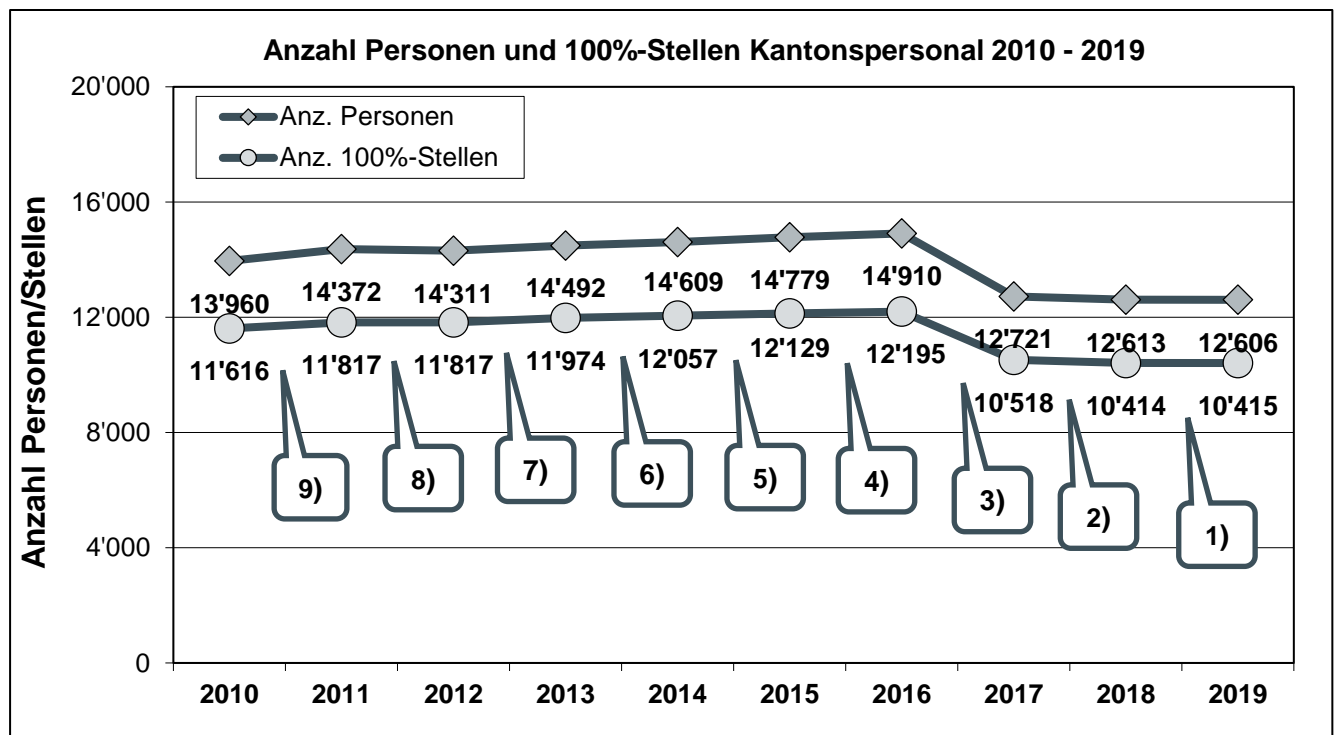 Anzahl Personen und 100%-Stellen Kantonspersonal 2010 - 2019
20'000
16'000
12'000
8'000
4'000
0
Anzahl Personen/Stellen
Anz. Personen
Anz. 100%-Stellen
13'960 14'372 14'311 14'492 14'609 14'779 14'910 12'721 12'613 12'606
11'616 11'817 11'817 11'974 12'057 12'129 12'195 10'518 10'414 10'415
9) 8) 7) 6) 5) 4) 3) 2) 1)
2010 2011 2012 2013 2014 2015 2016 2017 2018 2019